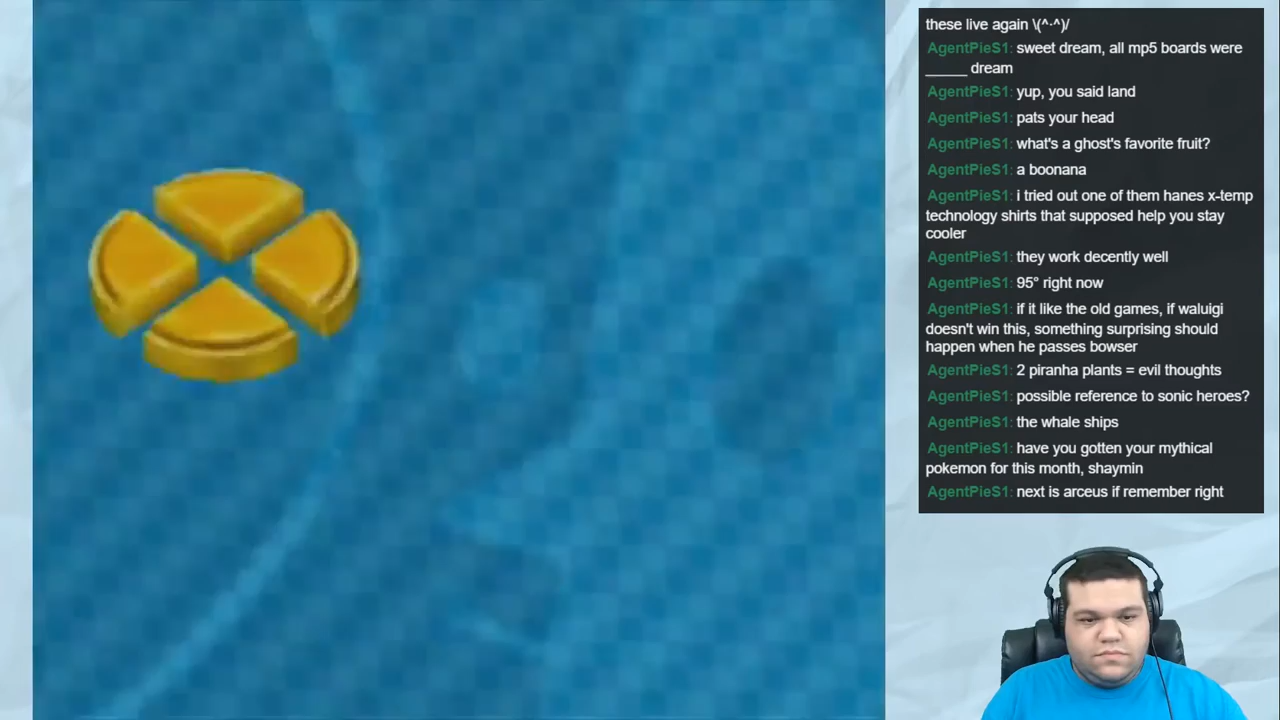 these live again \(^·^)/
AgentPieS1: sweet dream, all mp5 boards were
_____ dream
AgentPieS1: yup, you said land
AgentPieS1: pats your head
AgentPieS1: what's a ghost's favorite fruit?
AgentPieS1: a boonana
AgentPieS1: i tried out one of them hanes x-temp
technology shirts that supposed help you stay
cooler
AgentPieS1: they work decently well
AgentPieS1: 95° right now
AgentPieS1: if it like the old games, if waluigi
doesn't win this, something surprising should
happen when he passes bowser
AgentPieS1: 2 piranha plants = evil thoughts
AgentPieS1: possible reference to sonic heroes?
AgentPieS1: the whale ships
AgentPieS1: have you gotten your mythical
pokemon for this month, shaymin
AgentPieS1: next is arceus if remember right